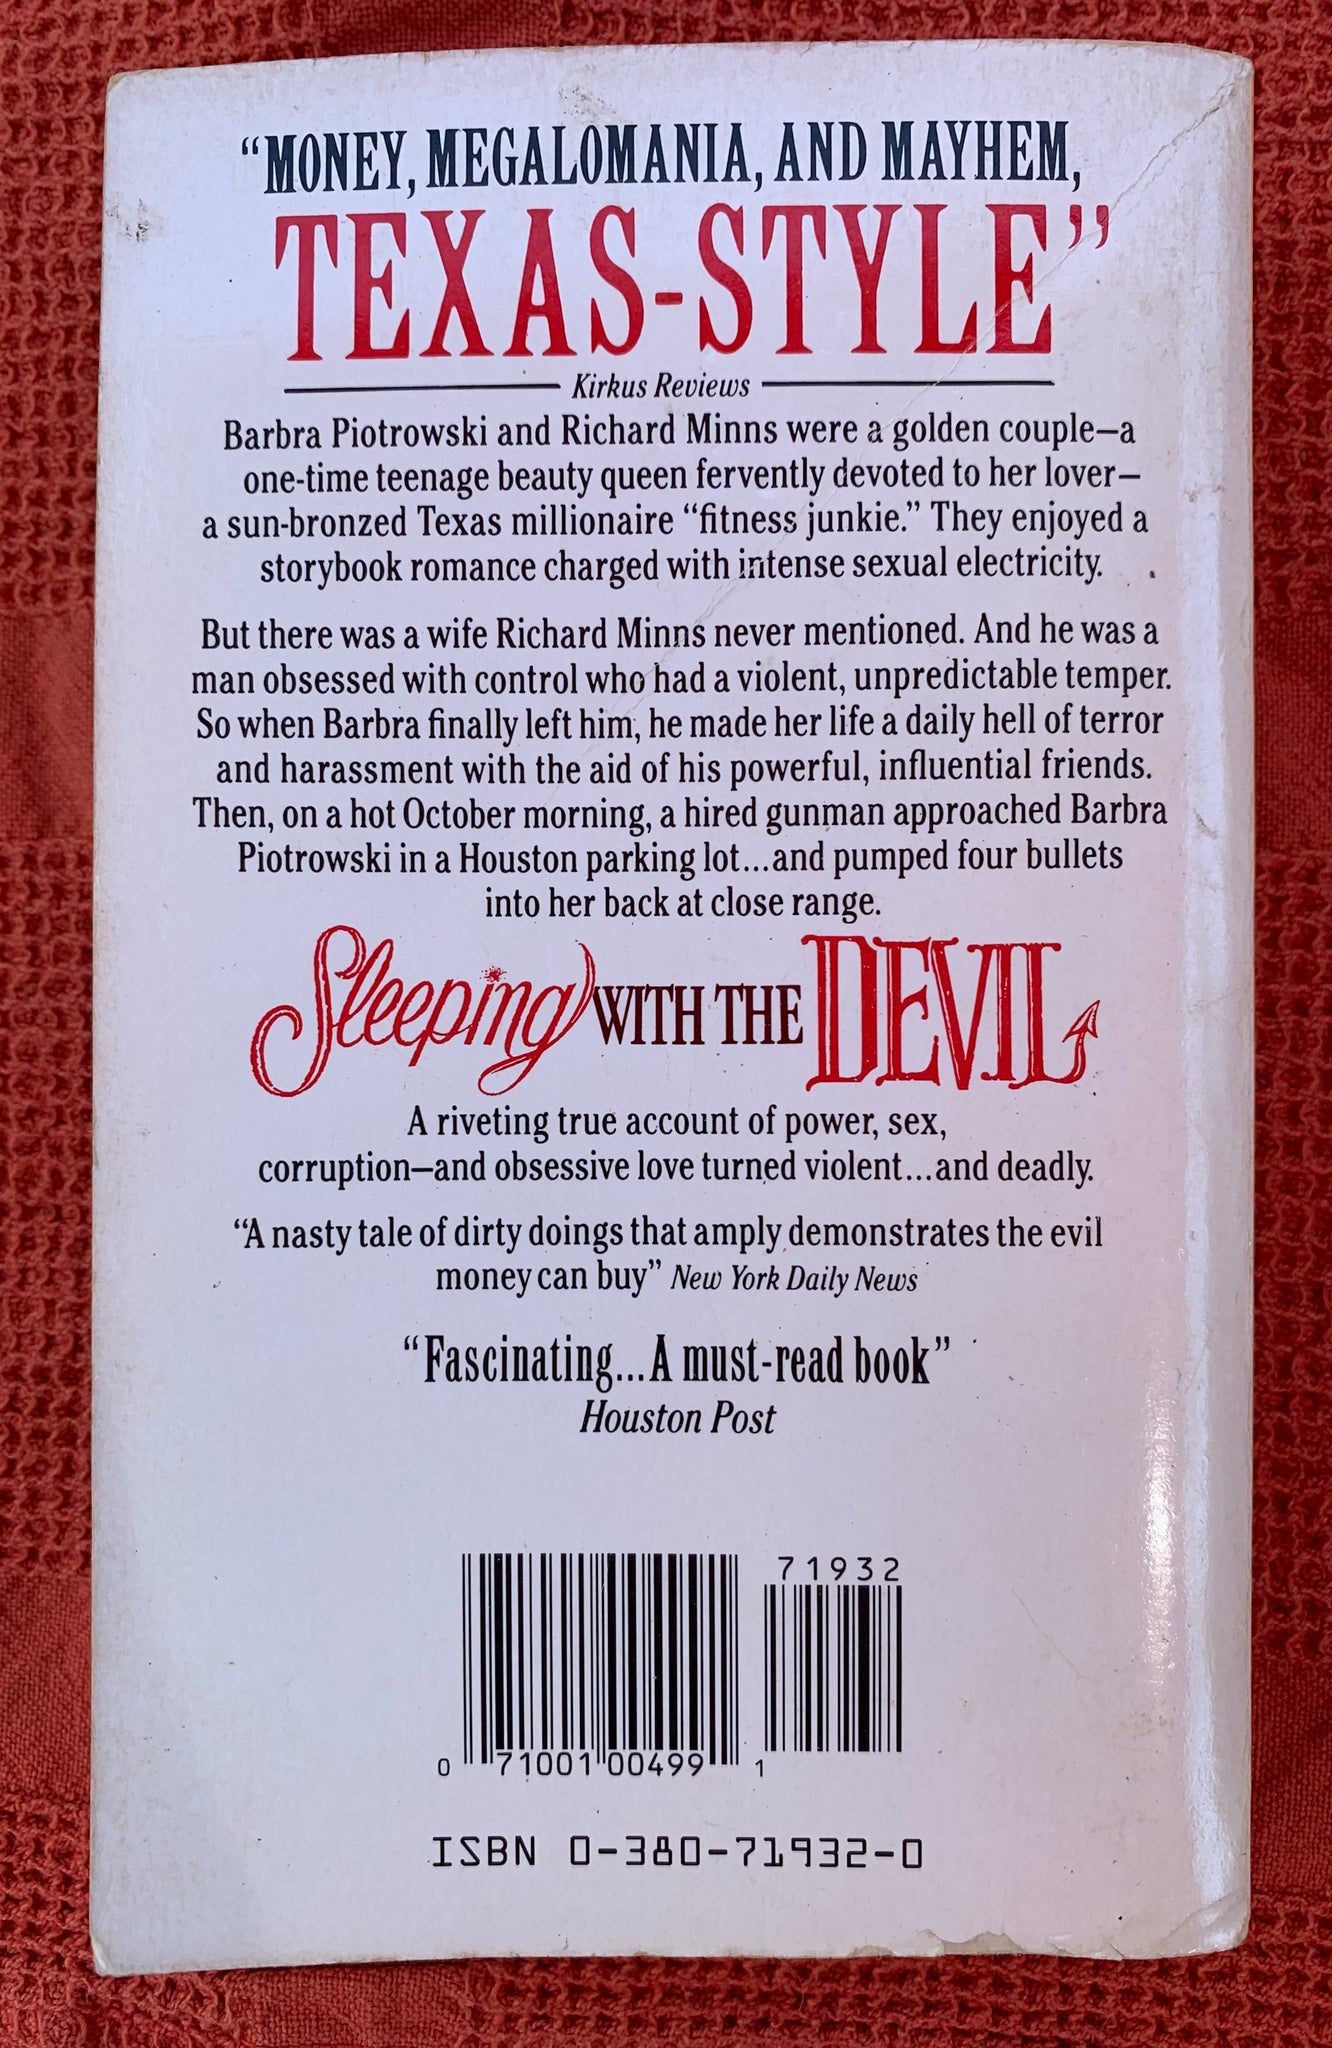 “MONEY, MEGALOMANIA, AND MAYHEM,
TEXAS-STYLE”
Kirkus Reviews
Barbra Piotrowski and Richard Minns were a golden couple—a
one-time teenage beauty queen fervently devoted to her lover—
a sun-bronzed Texas millionaire “fitness junkie.” They enjoyed a
storybook romance charged with intense sexual electricity.
But there was a wife Richard Minns never mentioned. And he was a
man obsessed with control who had a violent, unpredictable temper.
So when Barbra finally left him, he made her life a daily hell of terror
and harassment with the aid of his powerful, influential friends.
Then, on a hot October morning, a hired gunman approached Barbra
Piotrowski in a Houston parking lot...and pumped four bullets
into her back at close range.
Sleeping WITH THE DEVIL
A riveting true account of power, sex,
corruption—and obsessive love turned violent...and deadly.
“A nasty tale of dirty doings that amply demonstrates the evil
money can buy” New York Daily News
“Fascinating...A must-read book”
Houston Post
71932
0 71001 00499 1
ISBN 0-380-71932-0